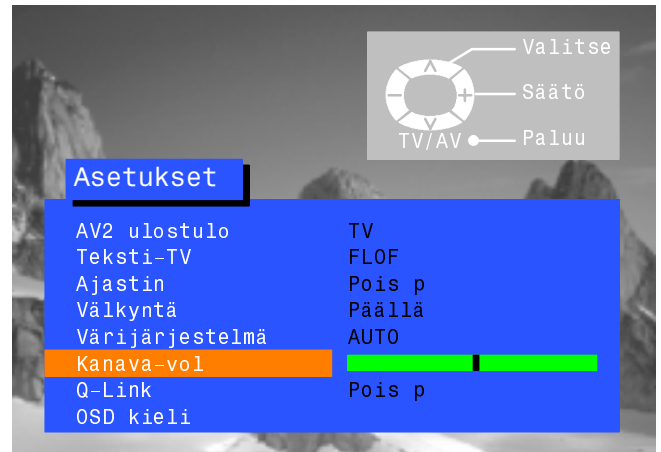 Valitse
Säätö
TV/AV Paluu
Asetukset
AV2 ulostulo TV
Teksti-TV FLOF
Ajastin Pois p
Välkyntä Päällä
Värijärjestelmä AUTO
Kanava-vol
Q-Link Pois p
OSD kieli